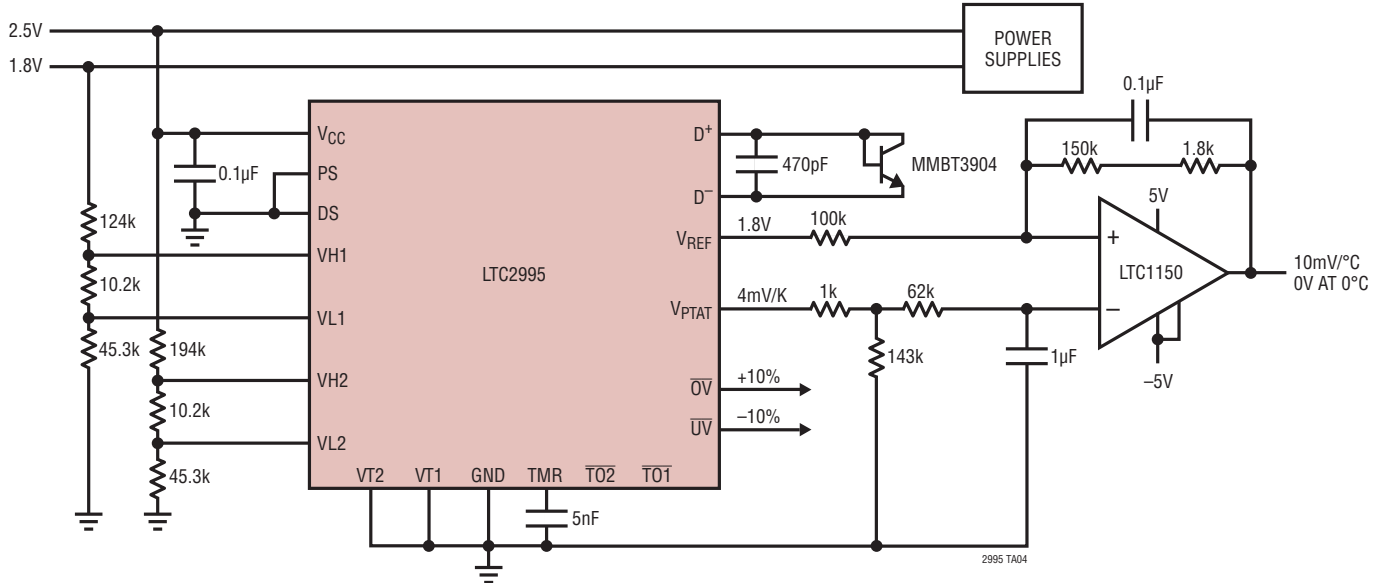 2.5V
1.8V
POWER
SUPPLIES
0.1µF
150k
1.8k
VCC
D+
PS
0.1µF
470pF
MMBT3904
DS
D–
5V
124k
VREF
1.8V
100k
+
VH1
LTC2995
LTC1150
10mV/°C
0V AT 0°C
10.2k
VPTAT
4mV/K
1k
62k
–
VL1
45.3k
194k
143k
1µF
–5V
VH2
OV
+10%
10.2k
UV
–10%
VL2
45.3k
VT2
VT1
GND
TMR
TO2
TO1
5nF
2995 TA04